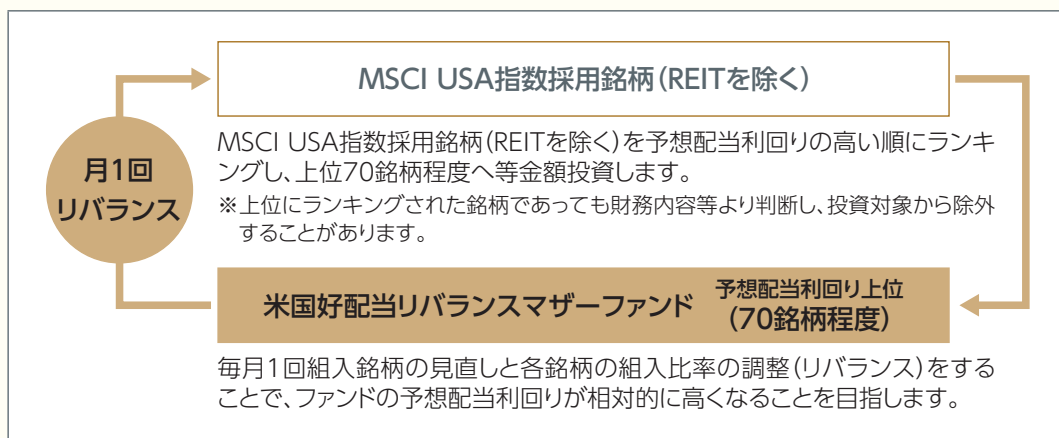 MSCI USA指数採用銘柄(REITを除く)
MSCI USA指数採用銘柄(REITを除く)を予想配当利回りの高い順にランキ
ングし、上位70銘柄程度へ等金額投資します。
※上位にランキングされた銘柄であっても財務内容等より判断し、投資対象から除外
することがあります。
月1回
リバランス
米国好配当リバランスマザーファンド
予想配当利回り上位
(70銘柄程度)
毎月1回組入銘柄の見直しと各銘柄の組入比率の調整(リバランス)をする
ことで、ファンドの予想配当利回りが相対的に高くなることを目指します。